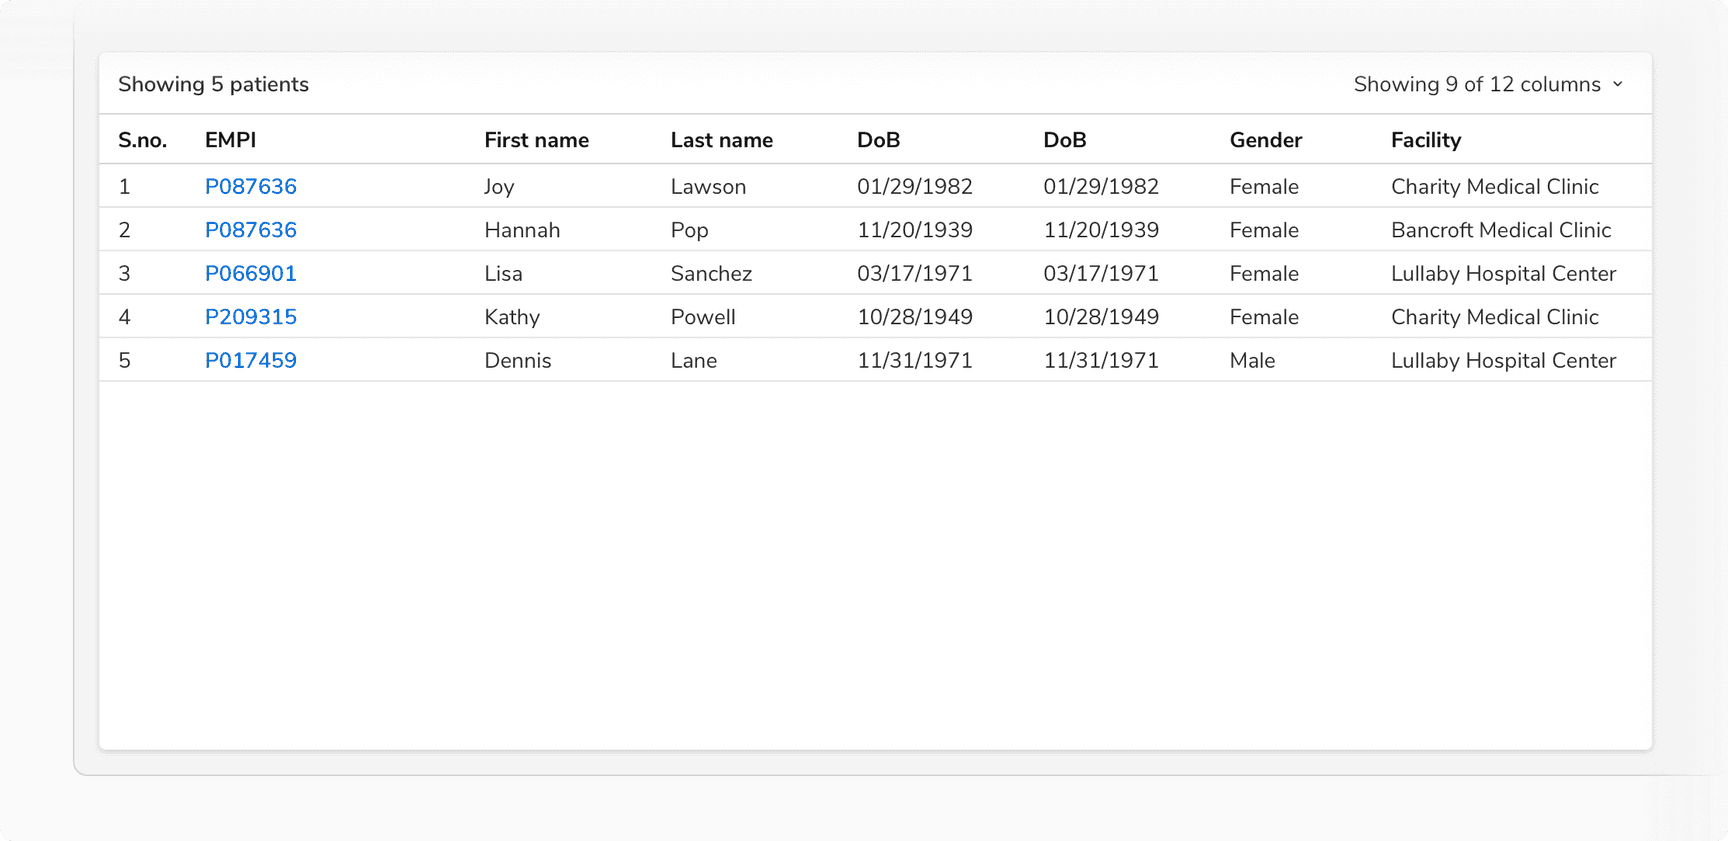 Showing 5 patients Showing 9 of 12 columns
S.no. EMPI First name Last name DoB DoB Gender Facility
1 P087636 Joy Lawson 01/29/1982 01/29/1982 Female Charity Medical Clinic
2 P087636 Hannah Pop 11/20/1939 11/20/1939 Female Bancroft Medical Clinic
3 P066901 Lisa Sanchez 03/17/1971 03/17/1971 Female Lullaby Hospital Center
4 P209315 Kathy Powell 10/28/1949 10/28/1949 Female Charity Medical Clinic
5 P017459 Dennis Lane 11/31/1971 11/31/1971 Male Lullaby Hospital Center